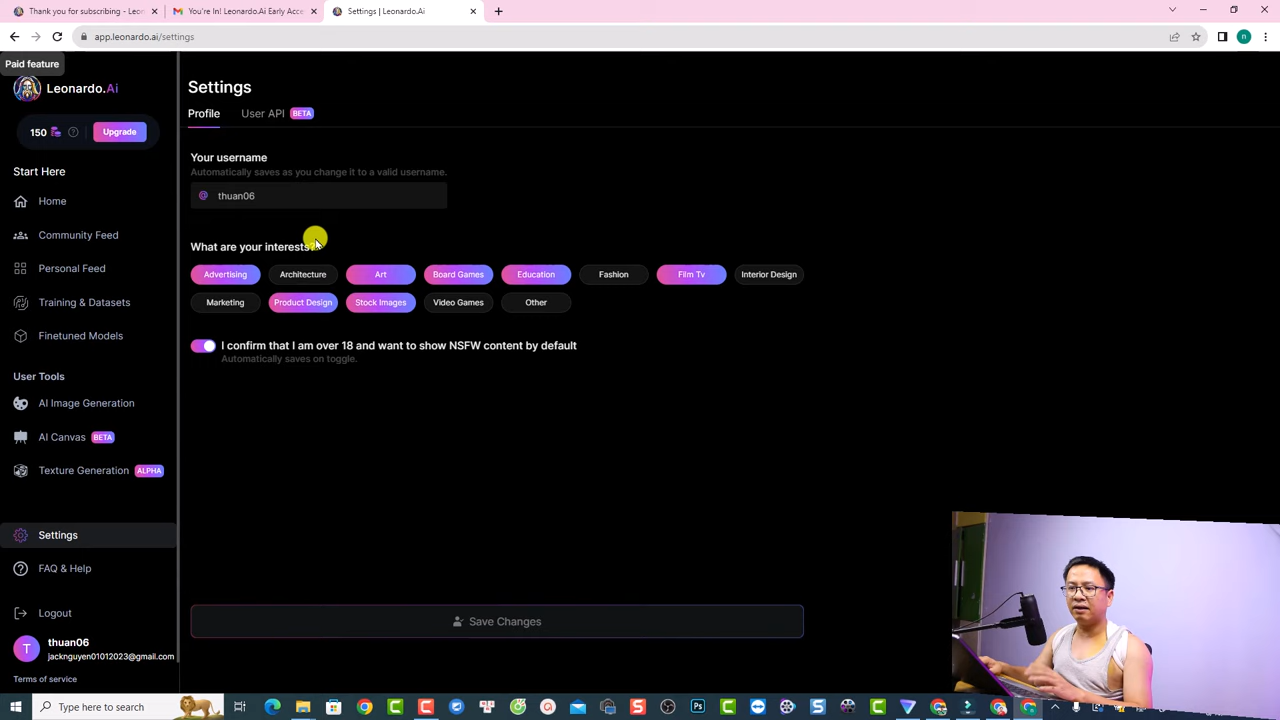 Thank you for subscribing - Leon
You're In! Leonardo.Ai Early Acce
Settings | Leonardo.Ai
app.leonardo.ai/settings
n
Paid feature
Leonardo.Ai
150
Upgrade
Start Here
Home
Community Feed
Personal Feed
Training & Datasets
Finetuned Models
User Tools
AI Image Generation
AI Canvas BETA
Texture Generation ALPHA
Settings
FAQ & Help
Logout
T
thuan06
jacknguyen01012023@gmail.com
Terms of service
Settings
Profile
User API BETA
Your username
Automatically saves as you change it to a valid username.
@ thuan06
What are your interests?
Advertising
Architecture
Art
Board Games
Education
Fashion
Film Tv
Interior Design
Marketing
Product Design
Stock Images
Video Games
Other
I confirm that I am over 18 and want to show NSFW content by default
Automatically saves on toggle.
Save Changes
Type here to search